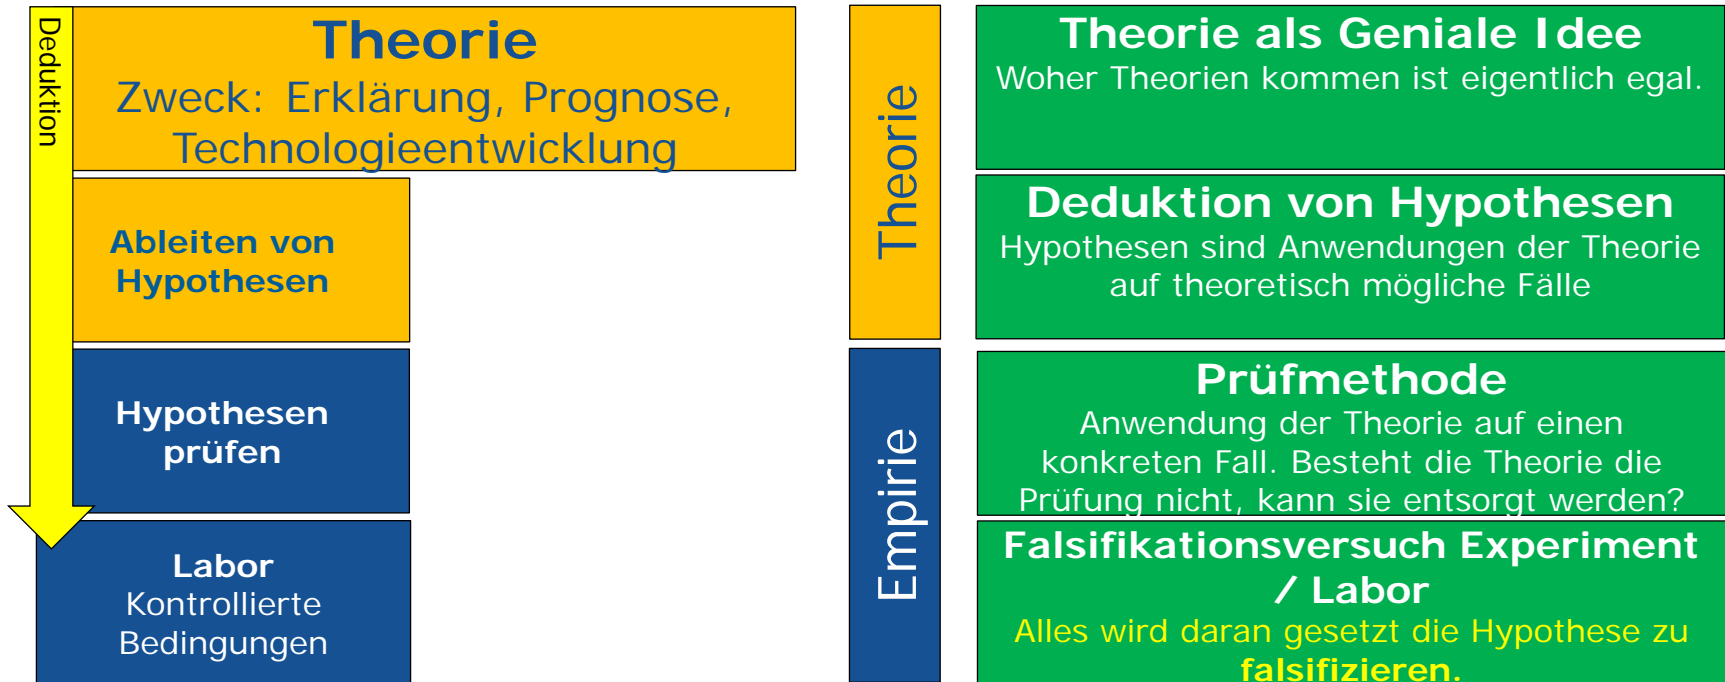 Deduktion
Theorie
Zweck: Erklärung, Prognose,
Technologieentwicklung
Ableiten von
Hypothesen
Hypothesen
prüfen
Labor
Kontrollierte
Bedingungen
Theorie
Empirie
Theorie als Geniale Idee
Woher Theorien kommen ist eigentlich egal.
Deduktion von Hypothesen
Hypothesen sind Anwendungen der Theorie
auf theoretisch mögliche Fälle
Prüfmethode
Anwendung der Theorie auf einen
konkreten Fall. Besteht die Theorie die
Prüfung nicht, kann sie entsorgt werden?
Falsifikationsversuch Experiment
/ Labor
Alles wird daran gesetzt die Hypothese zu
falsifizieren.